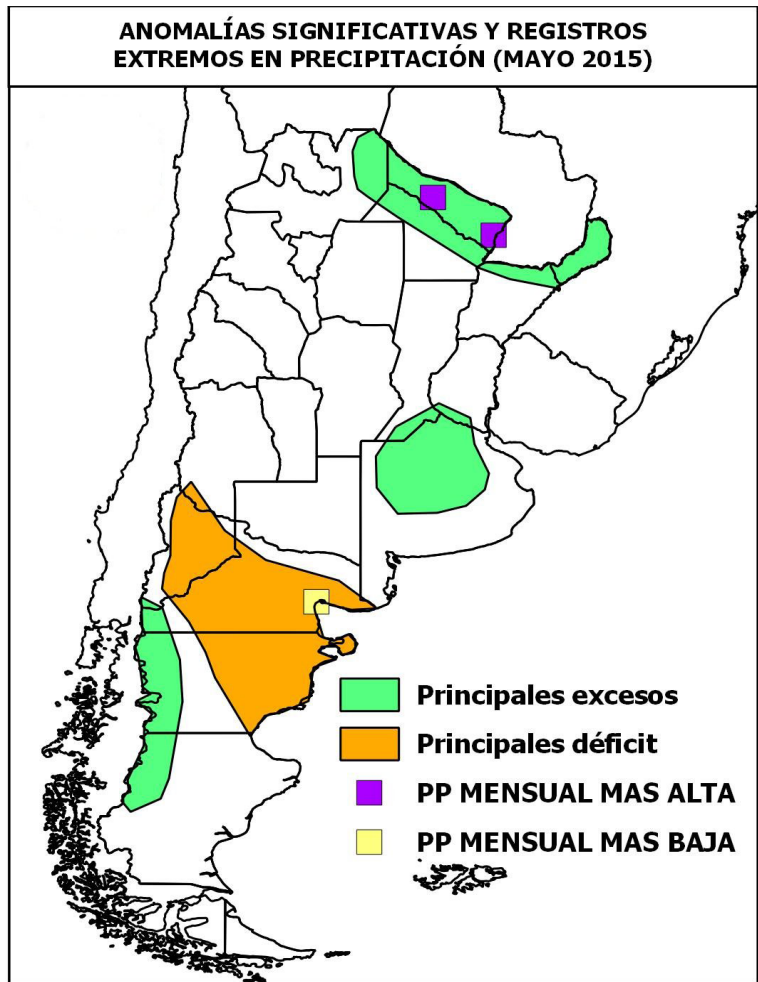 ANOMALÍAS SIGNIFICATIVAS Y REGISTROS
EXTREMOS EN PRECIPITACIÓN (MAYO 2015)
Principales excesos
Principales déficit
PP MENSUAL MAS ALTA
PP MENSUAL MAS BAJA